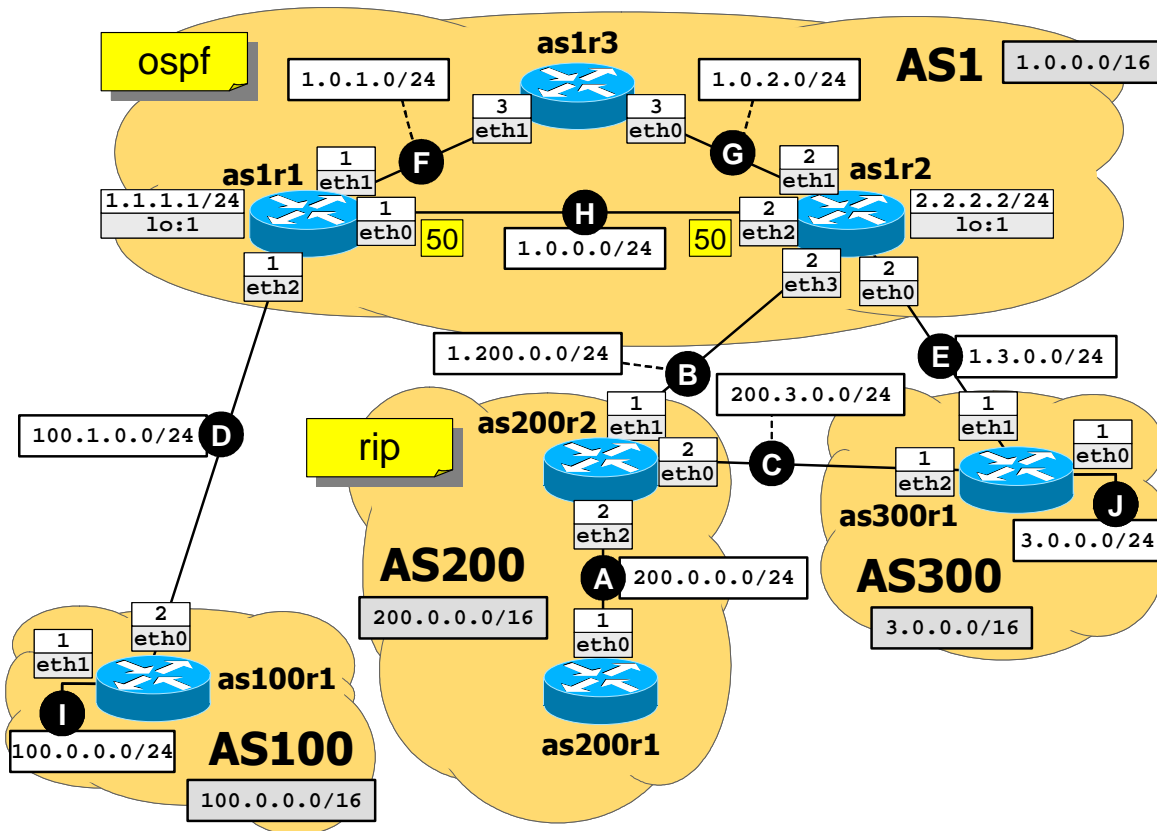 ospf
as1r3
AS1
1.0.0.0/16
1.0.1.0/24
1.0.2.0/24
3
eth1
3
eth0
F
G
1
eth1
2
eth1
as1r1
as1r2
1.1.1.1/24
lo:1
1
eth0
50
H
1.0.0.0/24
50
2
eth2
2.2.2.2/24
lo:1
1
eth2
2
eth3
2
eth0
1.200.0.0/24
B
E
1.3.0.0/24
200.3.0.0/24
100.1.0.0/24
D
rip
as200r2
1
eth1
2
eth0
C
1
eth2
1
eth1
1
eth0
J
as300r1
3.0.0.0/24
2
eth2
AS200
A
200.0.0.0/24
AS300
200.0.0.0/16
3.0.0.0/16
1
eth0
as200r1
2
eth0
1
eth1
as100r1
I
100.0.0.0/24
AS100
100.0.0.0/16